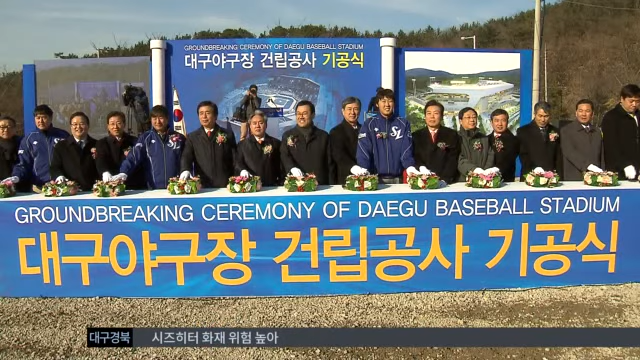 GROUNDBREAKING CEREMONY OF DAEGU BASEBALL STADIUM
대구야구장 건립공사 기공식
SL
GROUNDBREAKING CEREMONY OF DAEGU BASEBALL STADIUM
대구야구장 건립공사 기공식
대구경북 시즈히터 화재 위험 높아